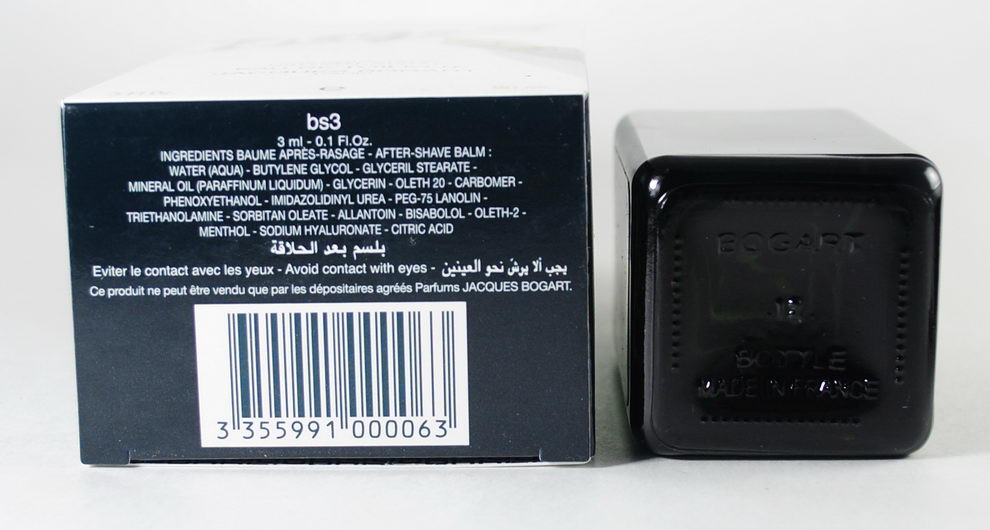 bs3
3 ml - 0.1 Fl.Oz.
INGREDIENTS BAUME APRÈS-RASAGE - AFTER-SHAVE BALM :
WATER (AQUA) - BUTYLENE GLYCOL - GLYCERIL STEARATE -
MINERAL OIL (PARAFFINUM LIQUIDUM) - GLYCERIN - OLETH 20 - CARBOMER -
PHENOXYETHANOL - IMIDAZOLIDINYL UREA - PEG-75 LANOLIN -
TRIETHANOLAMINE - SORBITAN OLEATE - ALLANTOIN - BISABOLOL - OLETH-2 -
MENTHOL - SODIUM HYALURONATE - CITRIC ACID
بلسم بعد الحلاقة
Eviter le contact avec les yeux - Avoid contact with eyes - يجب ألا يرش نحو العينين
Ce produit ne peut être vendu que par les dépositaires agréés Parfums JACQUES BOGART.
3 355991 000063
BOGART
BOTTLE
MADE IN FRANCE